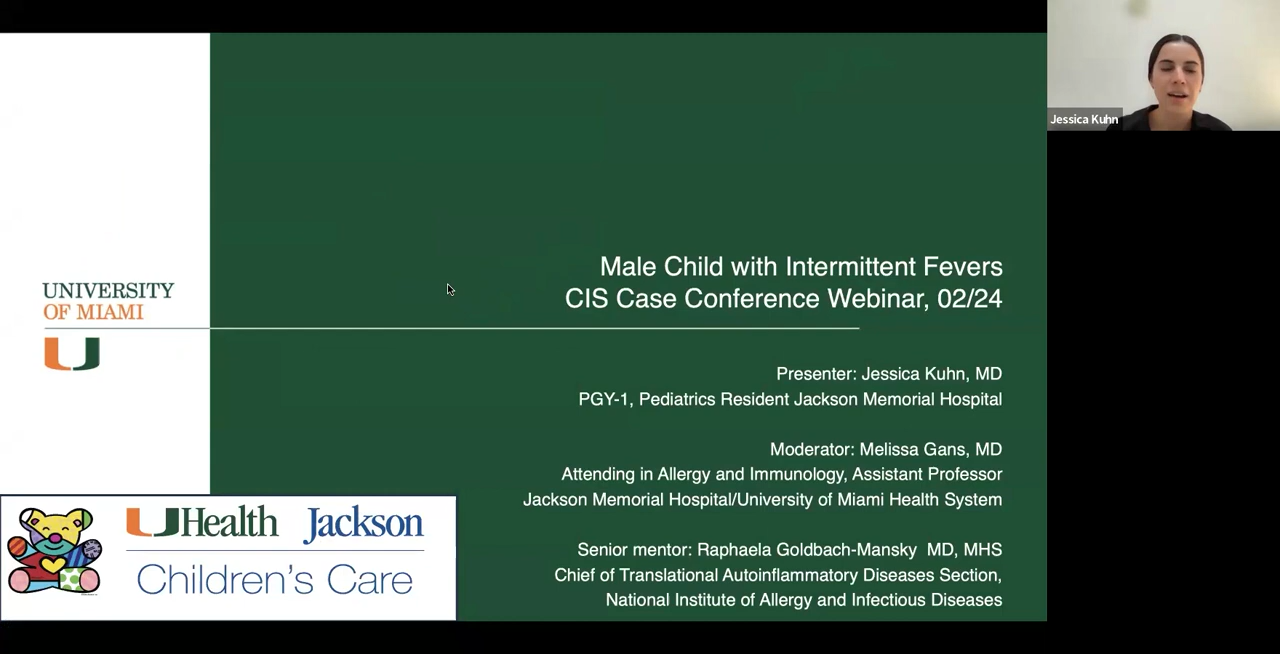 Jessica Kuhn
UNIVERSITY
OF MIAMI
Male Child with Intermittent Fevers
CIS Case Conference Webinar, 02/24
Presenter: Jessica Kuhn, MD
PGY-1, Pediatrics Resident Jackson Memorial Hospital
Moderator: Melissa Gans, MD
Attending in Allergy and Immunology, Assistant Professor
Jackson Memorial Hospital/University of Miami Health System
Senior mentor: Raphaela Goldbach-Mansky MD, MHS
Chief of Translational Autoinflammatory Diseases Section,
National Institute of Allergy and Infectious Diseases
UHealth Jackson
Children's Care